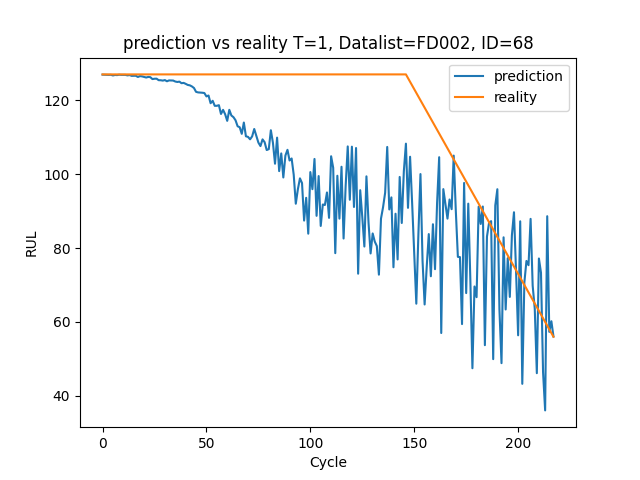 prediction vs reality T=1, Datalist=FD002, ID=68
prediction
reality
120
100
80
60
40
RUL
0 50 100 150 200
Cycle